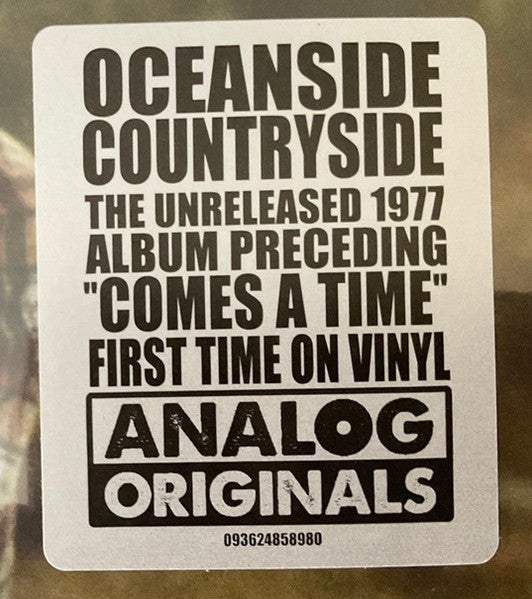 OCEANSIDE
COUNTRYSIDE
THE UNRELEASED 1977
ALBUM PRECEDING
"COMES A TIME"
FIRST TIME ON VINYL
ANALOG
ORIGINALS
093624858980